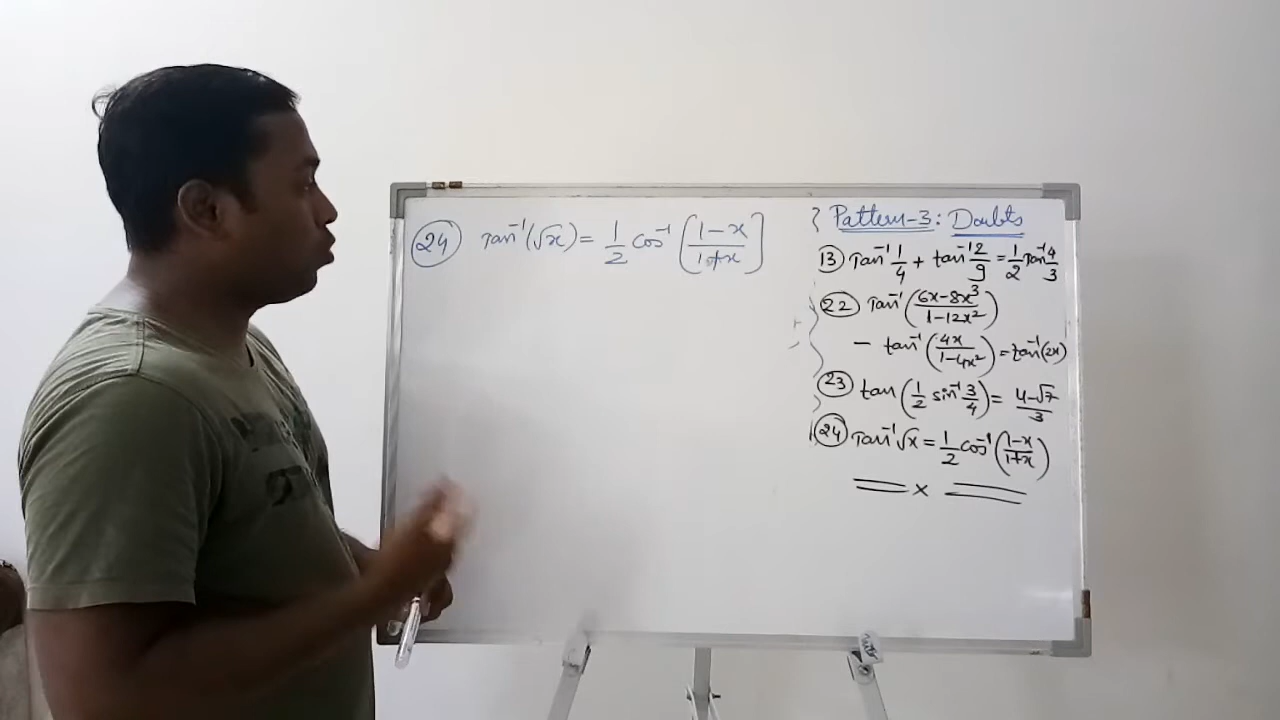 24 Tan⁻¹(√x) = 1/2 cos⁻¹[(1-x)/(1+x)]
Pattern-3: Doubts
13 Tan⁻¹ 1/4 + tan⁻¹ 2/9 = 1/2 Tan⁻¹ 4/3
22 Tan⁻¹((6x-8x³)/(1-12x²))
- tan⁻¹(4x/(1-4x²)) = tan⁻¹(2x)
23 tan(1/2 sin⁻¹ 3/4) = (4-√7)/3
24 Tan⁻¹√x = 1/2 cos⁻¹((1-x)/(1+x))
x